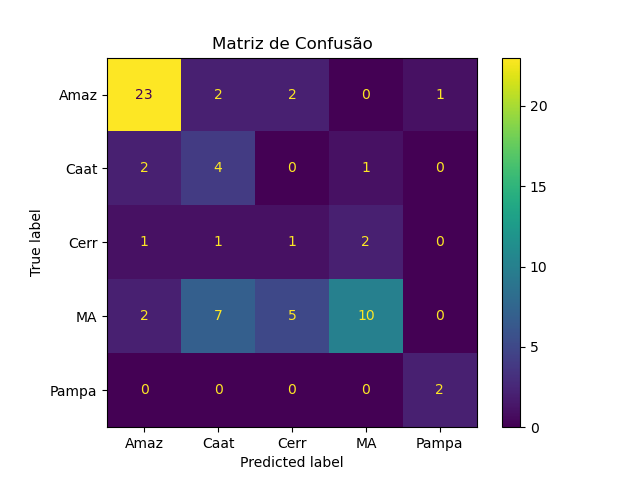 Matriz de Confusão
True label
Amaz 23 2 2 0 1
Caat 2 4 0 1 0
Cerr 1 1 1 2 0
MA 2 7 5 10 0
Pampa 0 0 0 0 2
Amaz Caat Cerr MA Pampa
Predicted label
20
15
10
5
0